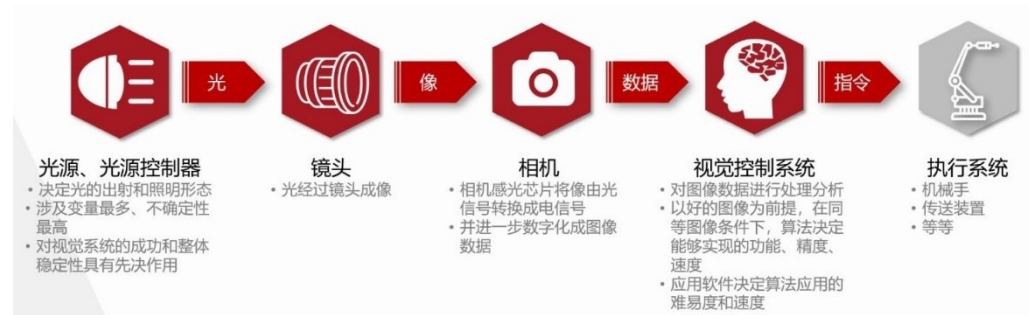 光
像
数据
指令
光源、光源控制器
• 决定光的出射和照明形态
• 涉及变量最多、不确定性
最高
• 对视觉系统的成功和整体
稳定性具有先决作用
镜头
• 光经过镜头成像
相机
• 相机感光芯片将像由光
信号转换成电信号
• 并进一步数字化成图像
数据
视觉控制系统
• 对图像数据进行处理分析
• 以好的图像为前提，在同
等图像条件下，算法决定
能够实现的功能、精度、
速度
• 应用软件决定算法应用的
难易度和速度
执行系统
• 机械手
• 传送装置
• 等等